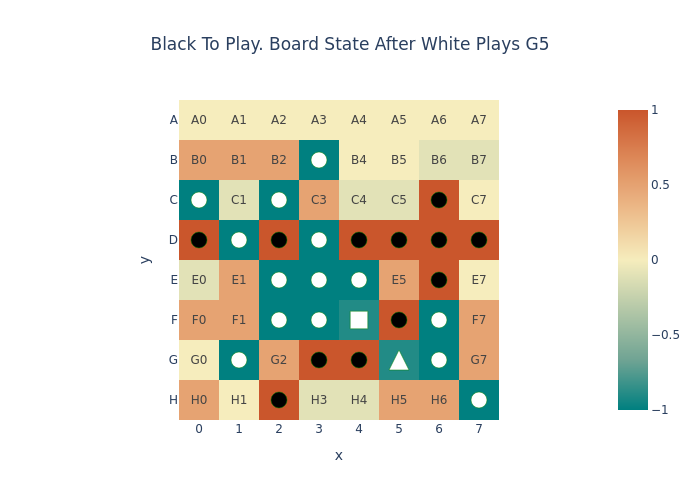 Black To Play. Board State After White Plays G5
A A0 A1 A2 A3 A4 A5 A6 A7
B B0 B1 B2 B4 B5 B6 B7
C C1 C3 C4 C5 C7
D
E E0 E1 E5 E7
F F0 F1 F7
G G0 G2 G7
H H0 H1 H3 H4 H5 H6
0 1 2 3 4 5 6 7
x
y
1
0.5
0
−0.5
−1